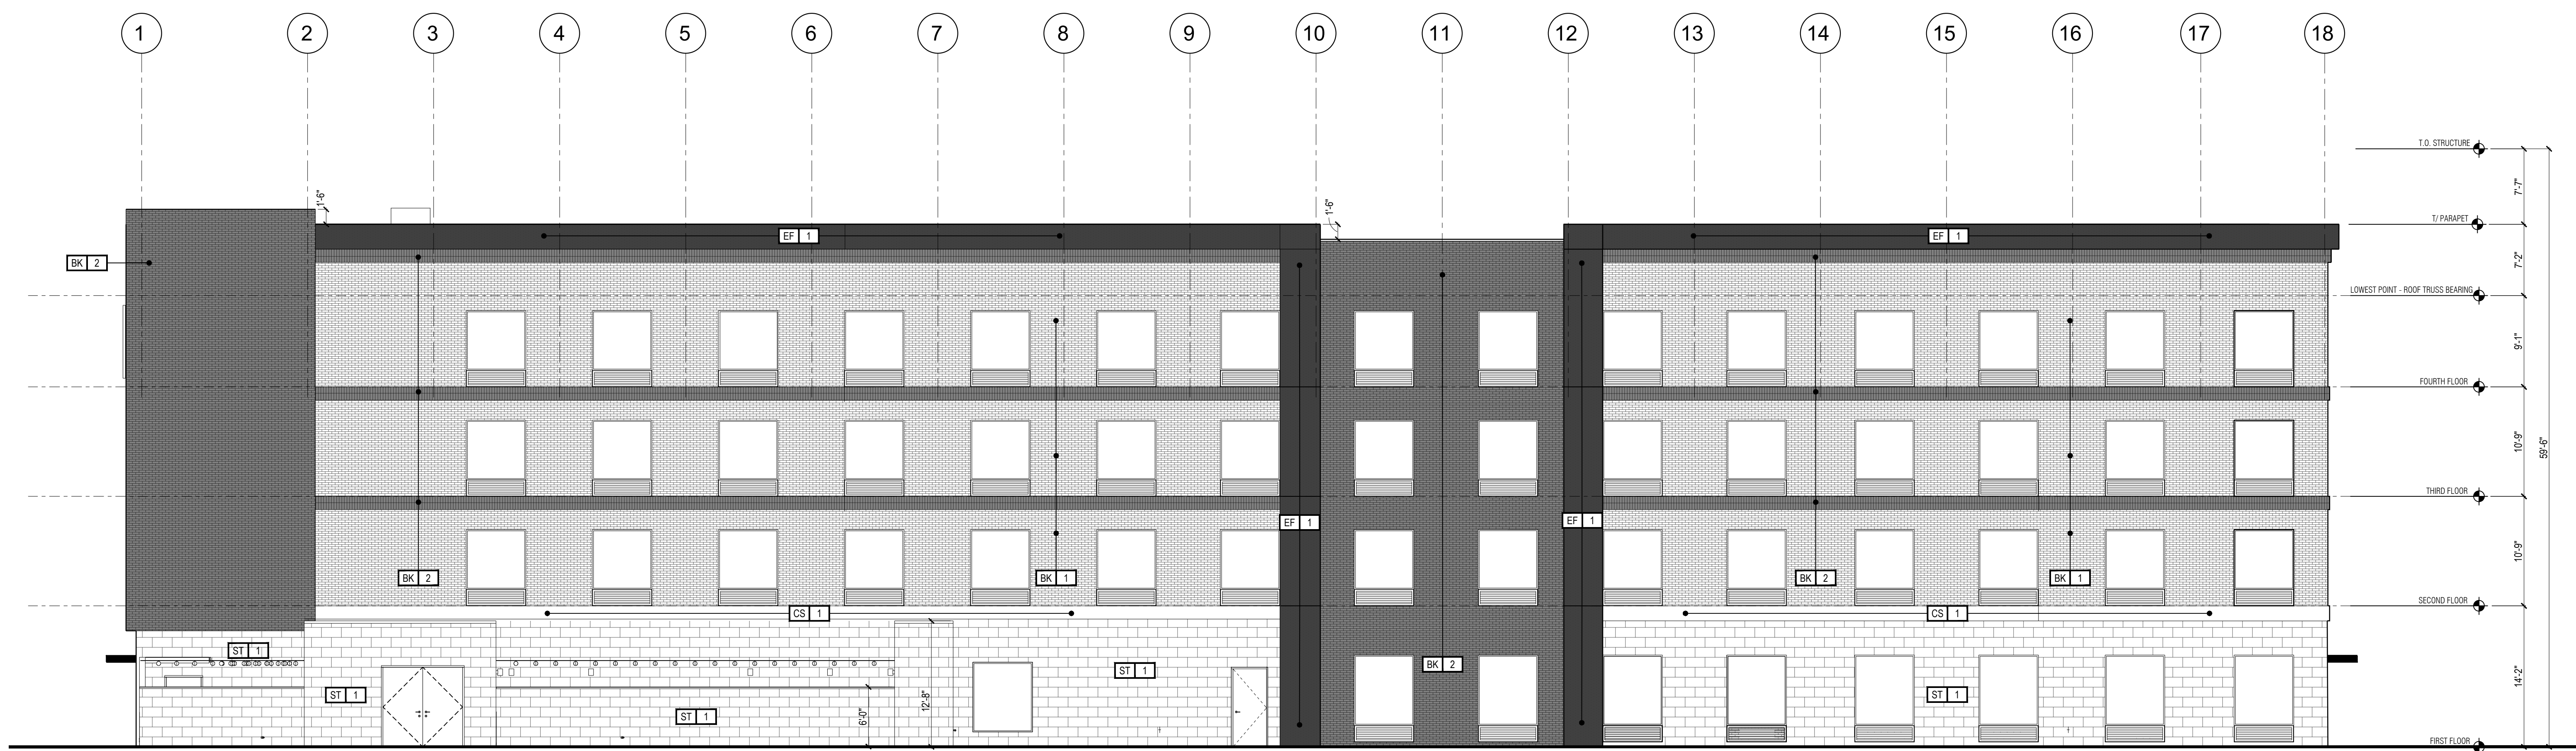 1 2 3 4 5 6 7 8 9 10 11 12 13 14 15 16 17 18
T.O. STRUCTURE
7'-7"
1'-6"
1'-6"
T/ PARAPET
EF 1
EF 1
BK 2
7'-2"
LOWEST POINT - ROOF TRUSS BEARING
9'-1"
FOURTH FLOOR
10'-9"
59'-6"
THIRD FLOOR
EF 1
EF 1
10'-9"
BK 2
BK 1
BK 2
BK 1
SECOND FLOOR
CS 1
CS 1
ST 1
BK 2
ST 1
14'-2"
ST 1
ST 1
12'-8"
6'-0"
ST 1
FIRST FLOOR